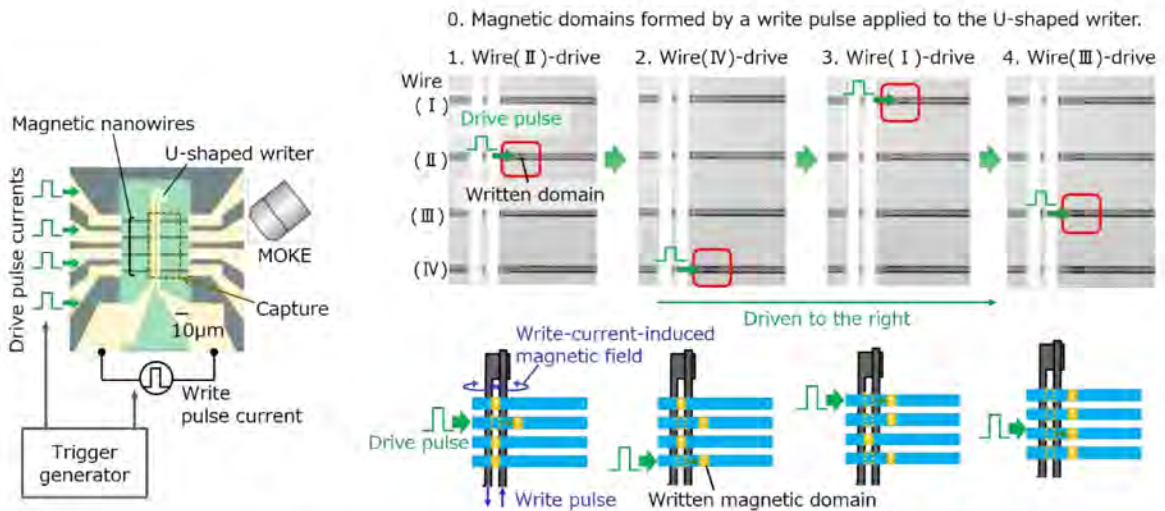 0. Magnetic domains formed by a write pulse applied to the U-shaped writer.
1. Wire(Ⅱ)-drive
2. Wire(Ⅳ)-drive
3. Wire(Ⅰ)-drive
4. Wire(Ⅲ)-drive
Wire
(Ⅰ)
Drive pulse
(Ⅱ)
Written domain
(Ⅲ)
(Ⅳ)
Driven to the right
Magnetic nanowires
U-shaped writer
Drive pulse currents
MOKE
Capture
10μm
Write
pulse current
Trigger
generator
Write-current-induced
magnetic field
Drive pulse
Write pulse
Written magnetic domain